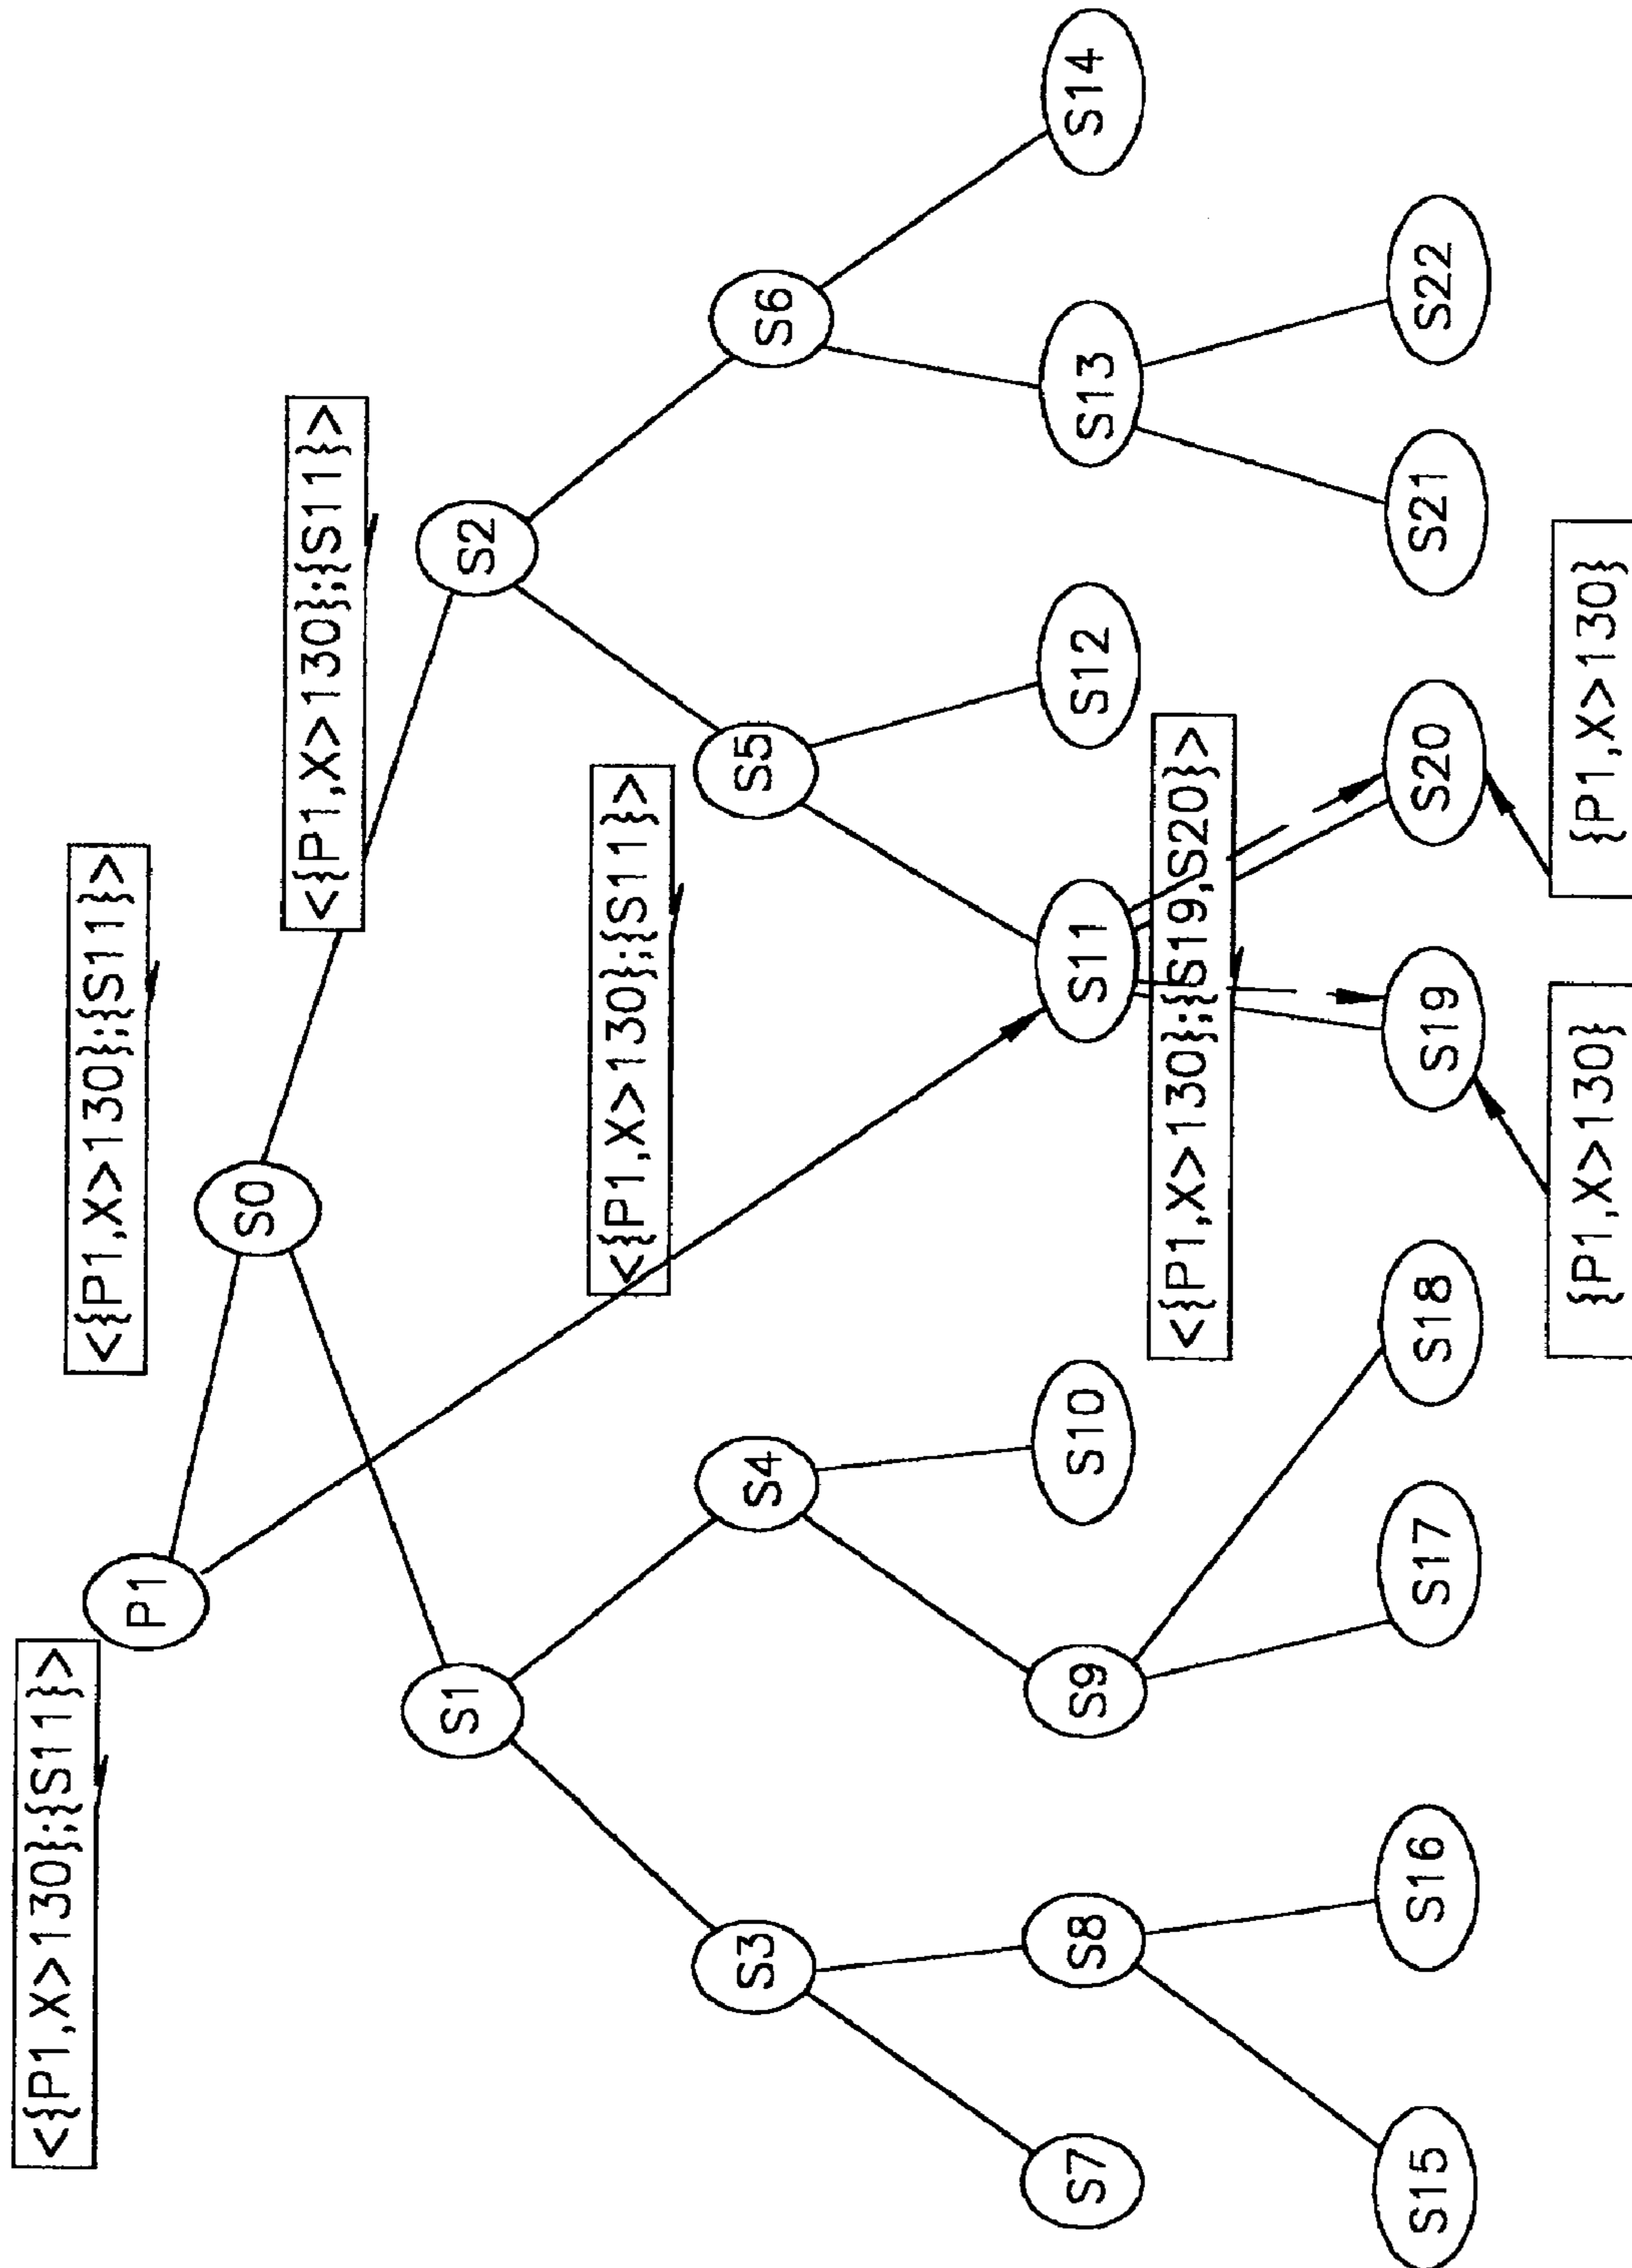 <{P1,X>130};{S11}>
P1
<{P1,X>130};{S11}>
S0
<{P1,X>130};{S11}>
S1
S2
<{P1,X>130};{S11}>
S3
S4
S5
S6
S7
S8
S9
S10
S11
S12
S13
S14
<{P1,X>130};{S19,S20}>
S15
S16
S17
S18
S19
S20
S21
S22
{P1,X>130}
{P1,X>130}